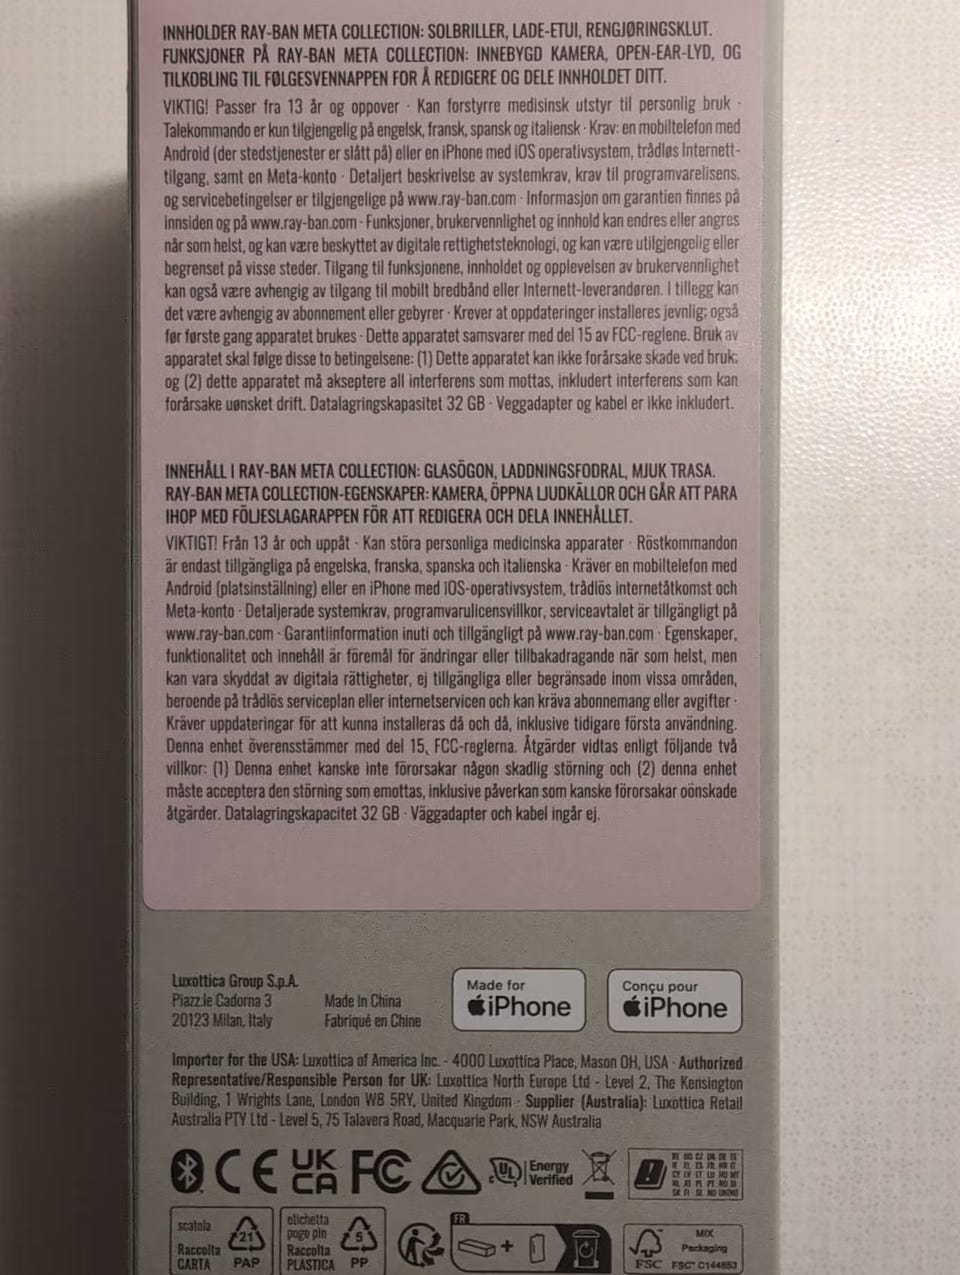 INNHOLDER RAY-BAN META COLLECTION: SOLBRILLER, LADE-ETUI, RENGJØRINGSKLUT.
FUNKSJONER PÅ RAY-BAN META COLLECTION: INNEBYGD KAMERA, OPEN-EAR-LYD, OG
TILKOBLING TIL FØLGESVENNAPPEN FOR Å REDIGERE OG DELE INNHOLDET DITT.
VIKTIG! Passer fra 13 år og oppover · Kan forstyrre medisinsk utstyr til personlig bruk ·
Talekommando er kun tilgjengelig på engelsk, fransk, spansk og italiensk · Krav: en mobiltelefon med
Android (der stedstjenester er slått på) eller en iPhone med iOS operativsystem, trådløs Internett-
tilgang, samt en Meta-konto · Detaljert beskrivelse av systemkrav, krav til programvarelisens,
og servicebetingelser er tilgjengelige på www.ray-ban.com · Informasjon om garantien finnes på
innsiden og på www.ray-ban.com · Funksjoner, brukervennlighet og innhold kan endres eller angres
når som helst, og kan være beskyttet av digitale rettighetsteknologi, og kan være utilgjengelig eller
begrenset på visse steder. Tilgang til funksjonene, innholdet og opplevelsen av brukervennlighet
kan også være avhengig av tilgang til mobilt bredbånd eller Internett-leverandøren. I tillegg kan
det være avhengig av abonnement eller gebyrer · Krever at oppdateringer installeres jevnlig; også
før første gang apparatet brukes · Dette apparatet samsvarer med del 15 av FCC-reglene. Bruk av
apparatet skal følge disse to betingelsene: (1) Dette apparatet kan ikke forårsake skade ved bruk;
og (2) dette apparatet må akseptere all interferens som mottas, inkludert interferens som kan
forårsake uønsket drift. Datalagringskapasitet 32 GB · Veggadapter og kabel er ikke inkludert.
INNEHÅLL I RAY-BAN META COLLECTION: GLASÖGON, LADDNINGSFODRAL, MJUK TRASA.
RAY-BAN META COLLECTION-EGENSKAPER: KAMERA, ÖPPNA LJUDKÄLLOR OCH GÅR ATT PARA
IHOP MED FÖLJESLAGARAPPEN FÖR ATT REDIGERA OCH DELA INNEHÅLLET.
VIKTIGT! Från 13 år och uppåt · Kan störa personliga medicinska apparater · Röstkommandon
är endast tillgängliga på engelska, franska, spanska och italienska · Kräver en mobiltelefon med
Android (platsinställning) eller en iPhone med iOS-operativsystem, trådlös internetåtkomst och
Meta-konto · Detaljerade systemkrav, programvarulicensvillkor, serviceavtalet är tillgängligt på
www.ray-ban.com · Garantiinformation inuti och tillgängligt på www.ray-ban.com · Egenskaper,
funktionalitet och innehåll är föremål för ändringar eller tillbakadragande när som helst, men
kan vara skyddat av digitala rättigheter, ej tillgängliga eller begränsade inom vissa områden,
beroende på trådlös serviceplan eller internetservicen och kan kräva abonnemang eller avgifter ·
Kräver uppdateringar för att kunna installeras då och då, inklusive tidigare första användning.
Denna enhet överensstämmer med del 15, FCC-reglerna. Åtgärder vidtas enligt följande två
villkor: (1) Denna enhet kanske inte förorsakar någon skadlig störning och (2) denna enhet
måste acceptera den störning som emottas, inklusive påverkan som kanske förorsakar oönskade
åtgärder. Datalagringskapacitet 32 GB · Väggadapter och kabel ingår ej.
Luxottica Group S.p.A.
Piazz.le Cadorna 3 Made In China
20123 Milan, Italy Fabriqué en Chine
Made for
iPhone
Conçu pour
iPhone
Importer for the USA: Luxottica of America Inc. - 4000 Luxottica Place, Mason OH, USA · Authorized
Representative/Responsible Person for UK: Luxottica North Europe Ltd - Level 2, The Kensington
Building, 1 Wrights Lane, London W8 5RY, United Kingdom · Supplier (Australia): Luxottica Retail
Australia PTY Ltd - Level 5, 75 Talavera Road, Macquarie Park, NSW Australia
CE UK CA FC UL Energy Verified
scatola 21 PAP
Raccolta CARTA
etichetta pogo pin 5 PP
Raccolta PLASTICA
FR
FSC
MIX
Packaging
FSC® C144853